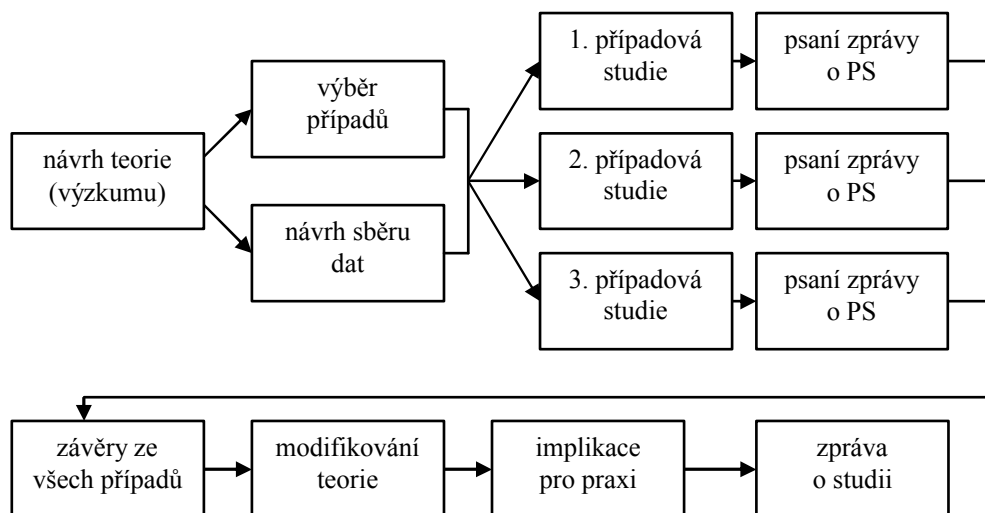 návrh teorie
(výzkumu)
výběr
případů
návrh sběru
dat
1. případová
studie
psaní zprávy
o PS
2. případová
studie
psaní zprávy
o PS
3. případová
studie
psaní zprávy
o PS
závěry ze
všech případů
modifikování
teorie
implikace
pro praxi
zpráva
o studii